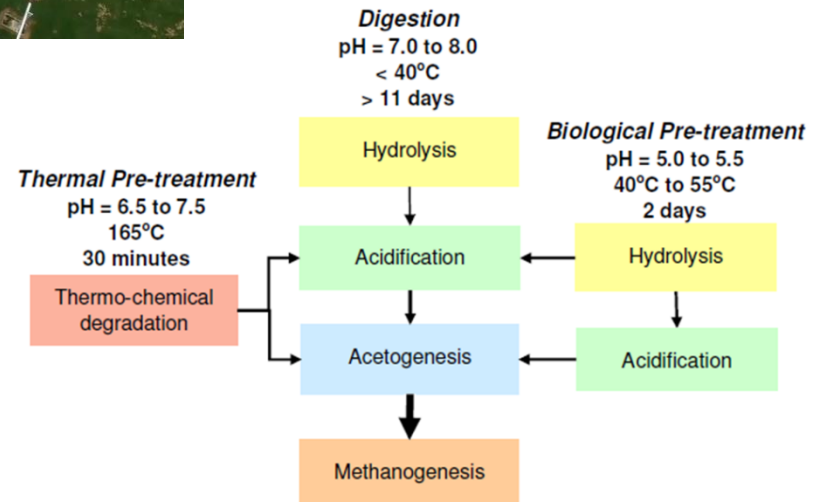 Digestion
pH = 7.0 to 8.0
< 40°C
> 11 days
Hydrolysis
Biological Pre-treatment
pH = 5.0 to 5.5
40°C to 55°C
2 days
Thermal Pre-treatment
pH = 6.5 to 7.5
165°C
30 minutes
Acidification
Hydrolysis
Thermo-chemical
degradation
Acetogenesis
Acidification
Methanogenesis